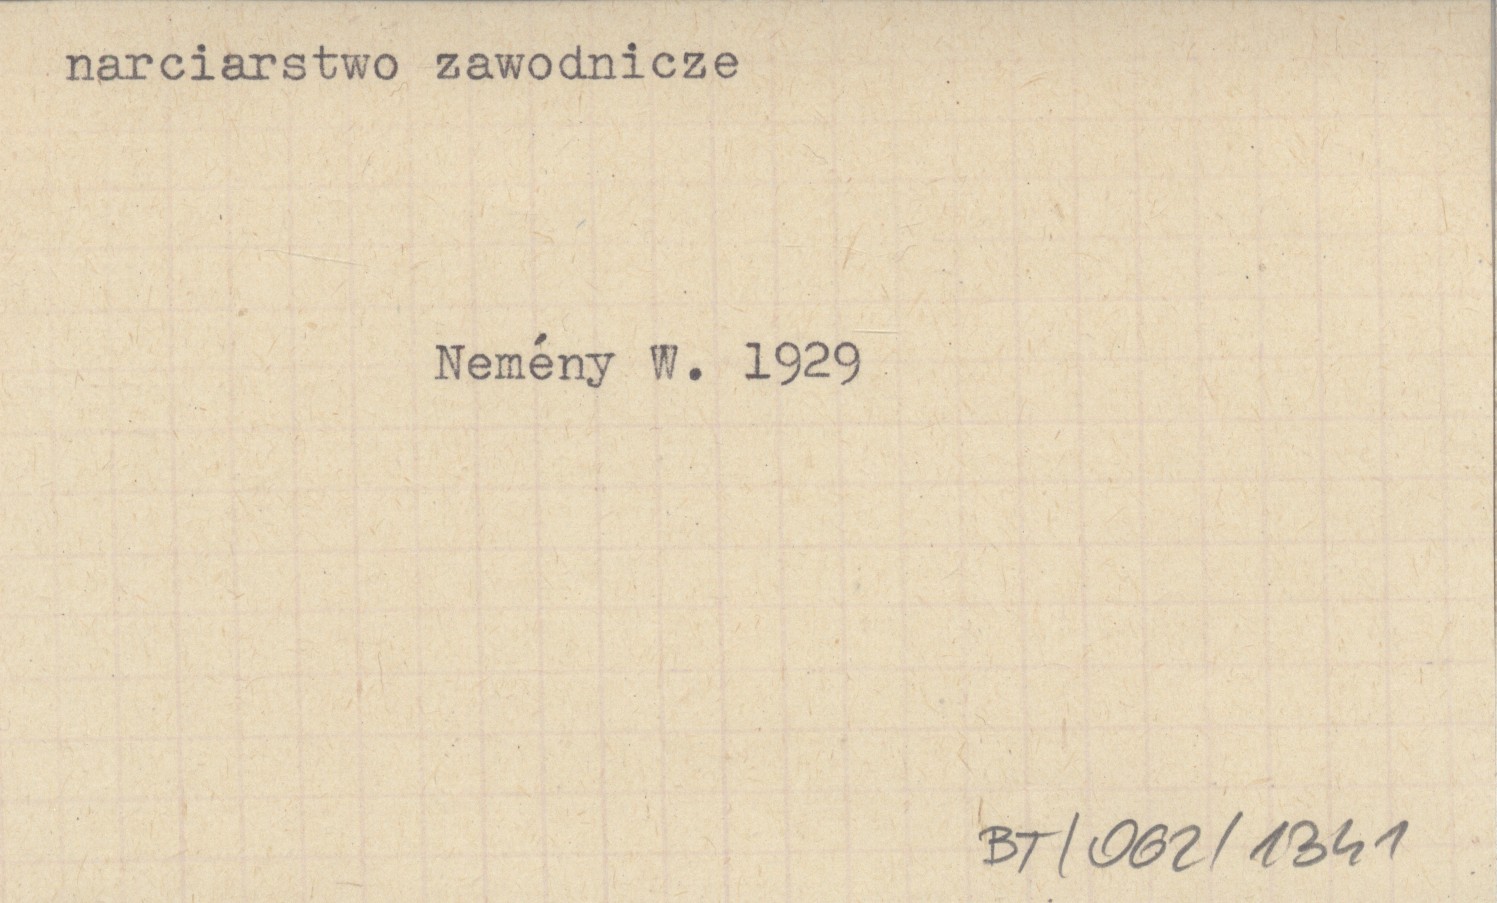 narciarstwo zawodnicze
Nemény W. 1929
BT/062/1341